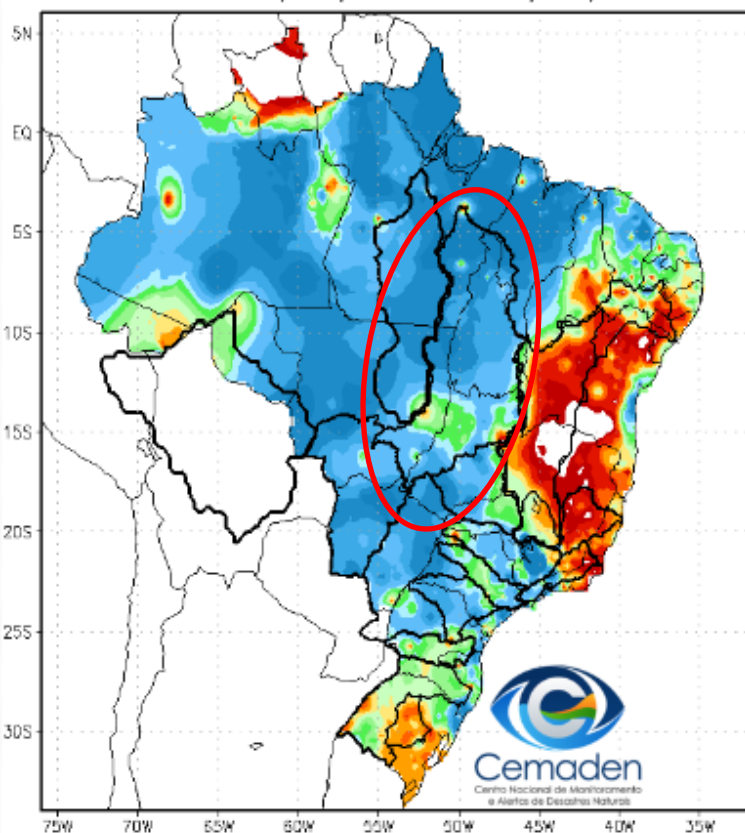 5N
EQ
5S
10S
15S
20S
25S
30S
75W 70W 65W 60W 55W 50W 45W 40W 35W
Cemaden
Centro Nacional de Monitoramento
e Alertas de Desastres Naturais